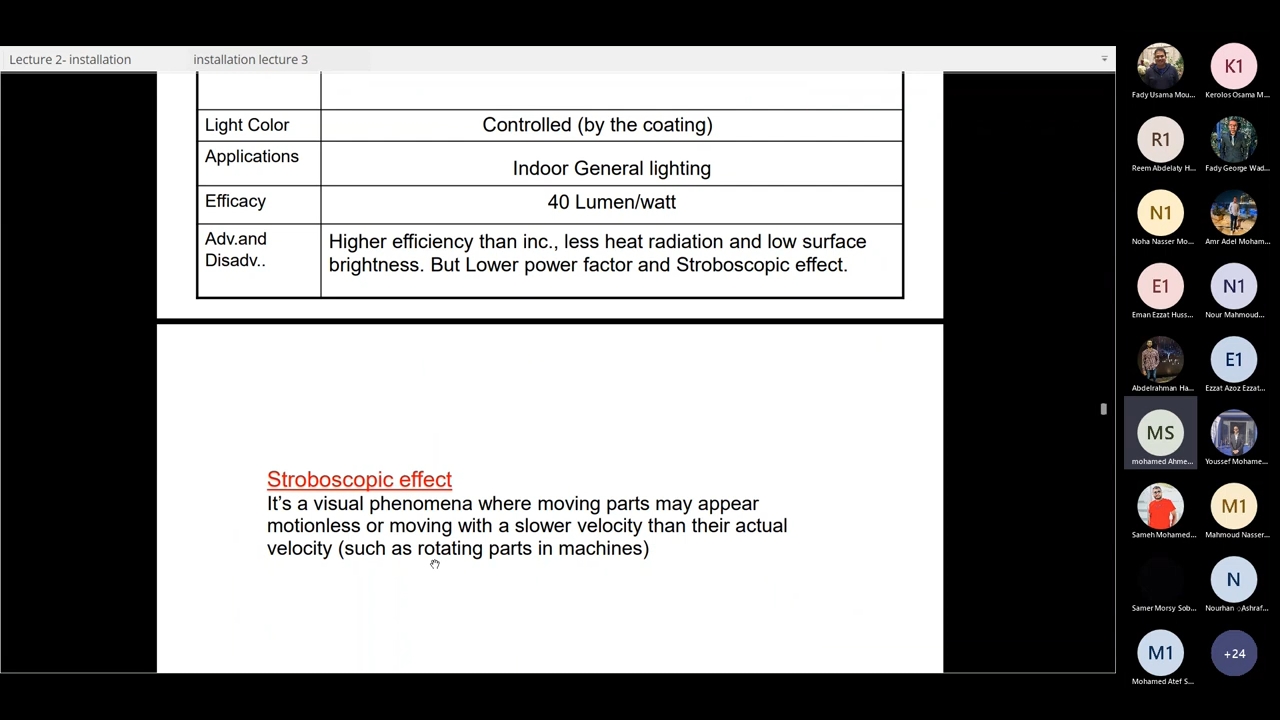 Lecture 2- installation
installation lecture 3
Light Color
Controlled (by the coating)
Applications
Indoor General lighting
Efficacy
40 Lumen/watt
Adv.and
Disadv..
Higher efficiency than inc., less heat radiation and low surface
brightness. But Lower power factor and Stroboscopic effect.
Stroboscopic effect
It's a visual phenomena where moving parts may appear
motionless or moving with a slower velocity than their actual
velocity (such as rotating parts in machines)
Fady Usama Mou...
K1
Kerolos Osama M...
R1
Reem Abdelaty H...
Fady George Wad...
N1
Noha Nasser Mo...
Amr Adel Moham...
E1
Eman Ezzat Huss...
N1
Nour Mahmoud...
Abdelrahman Ha...
E1
Ezzat Azoz Ezzat...
MS
mohamed Ahme...
Youssef Mohame...
Sameh Mohamed...
M1
Mahmoud Nasser...
Samer Morsy Sob...
N
Nourhan Ashraf...
M1
Mohamed Atef S...
+24